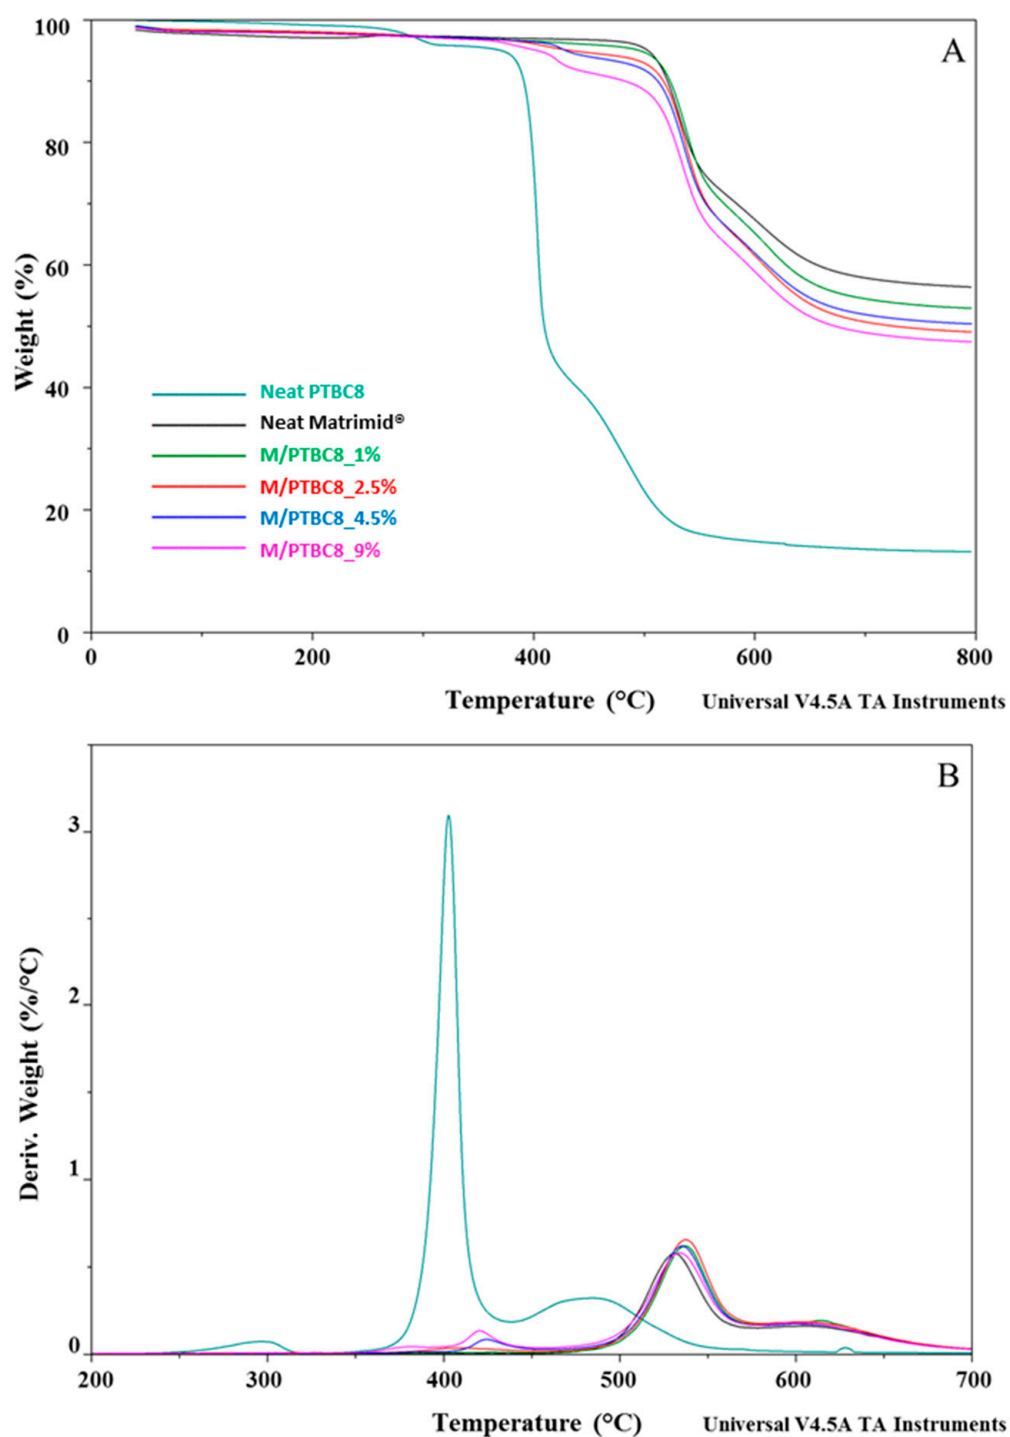 A
100
80
60
40
20
0
Weight (%)
Neat PTBC8
Neat Matrimid®
M/PTBC8_1%
M/PTBC8_2.5%
M/PTBC8_4.5%
M/PTBC8_9%
0 200 400 600 800
Temperature (°C) Universal V4.5A TA Instruments
B
3
2
1
0
Deriv. Weight (%/°C)
200 300 400 500 600 700
Temperature (°C) Universal V4.5A TA Instruments